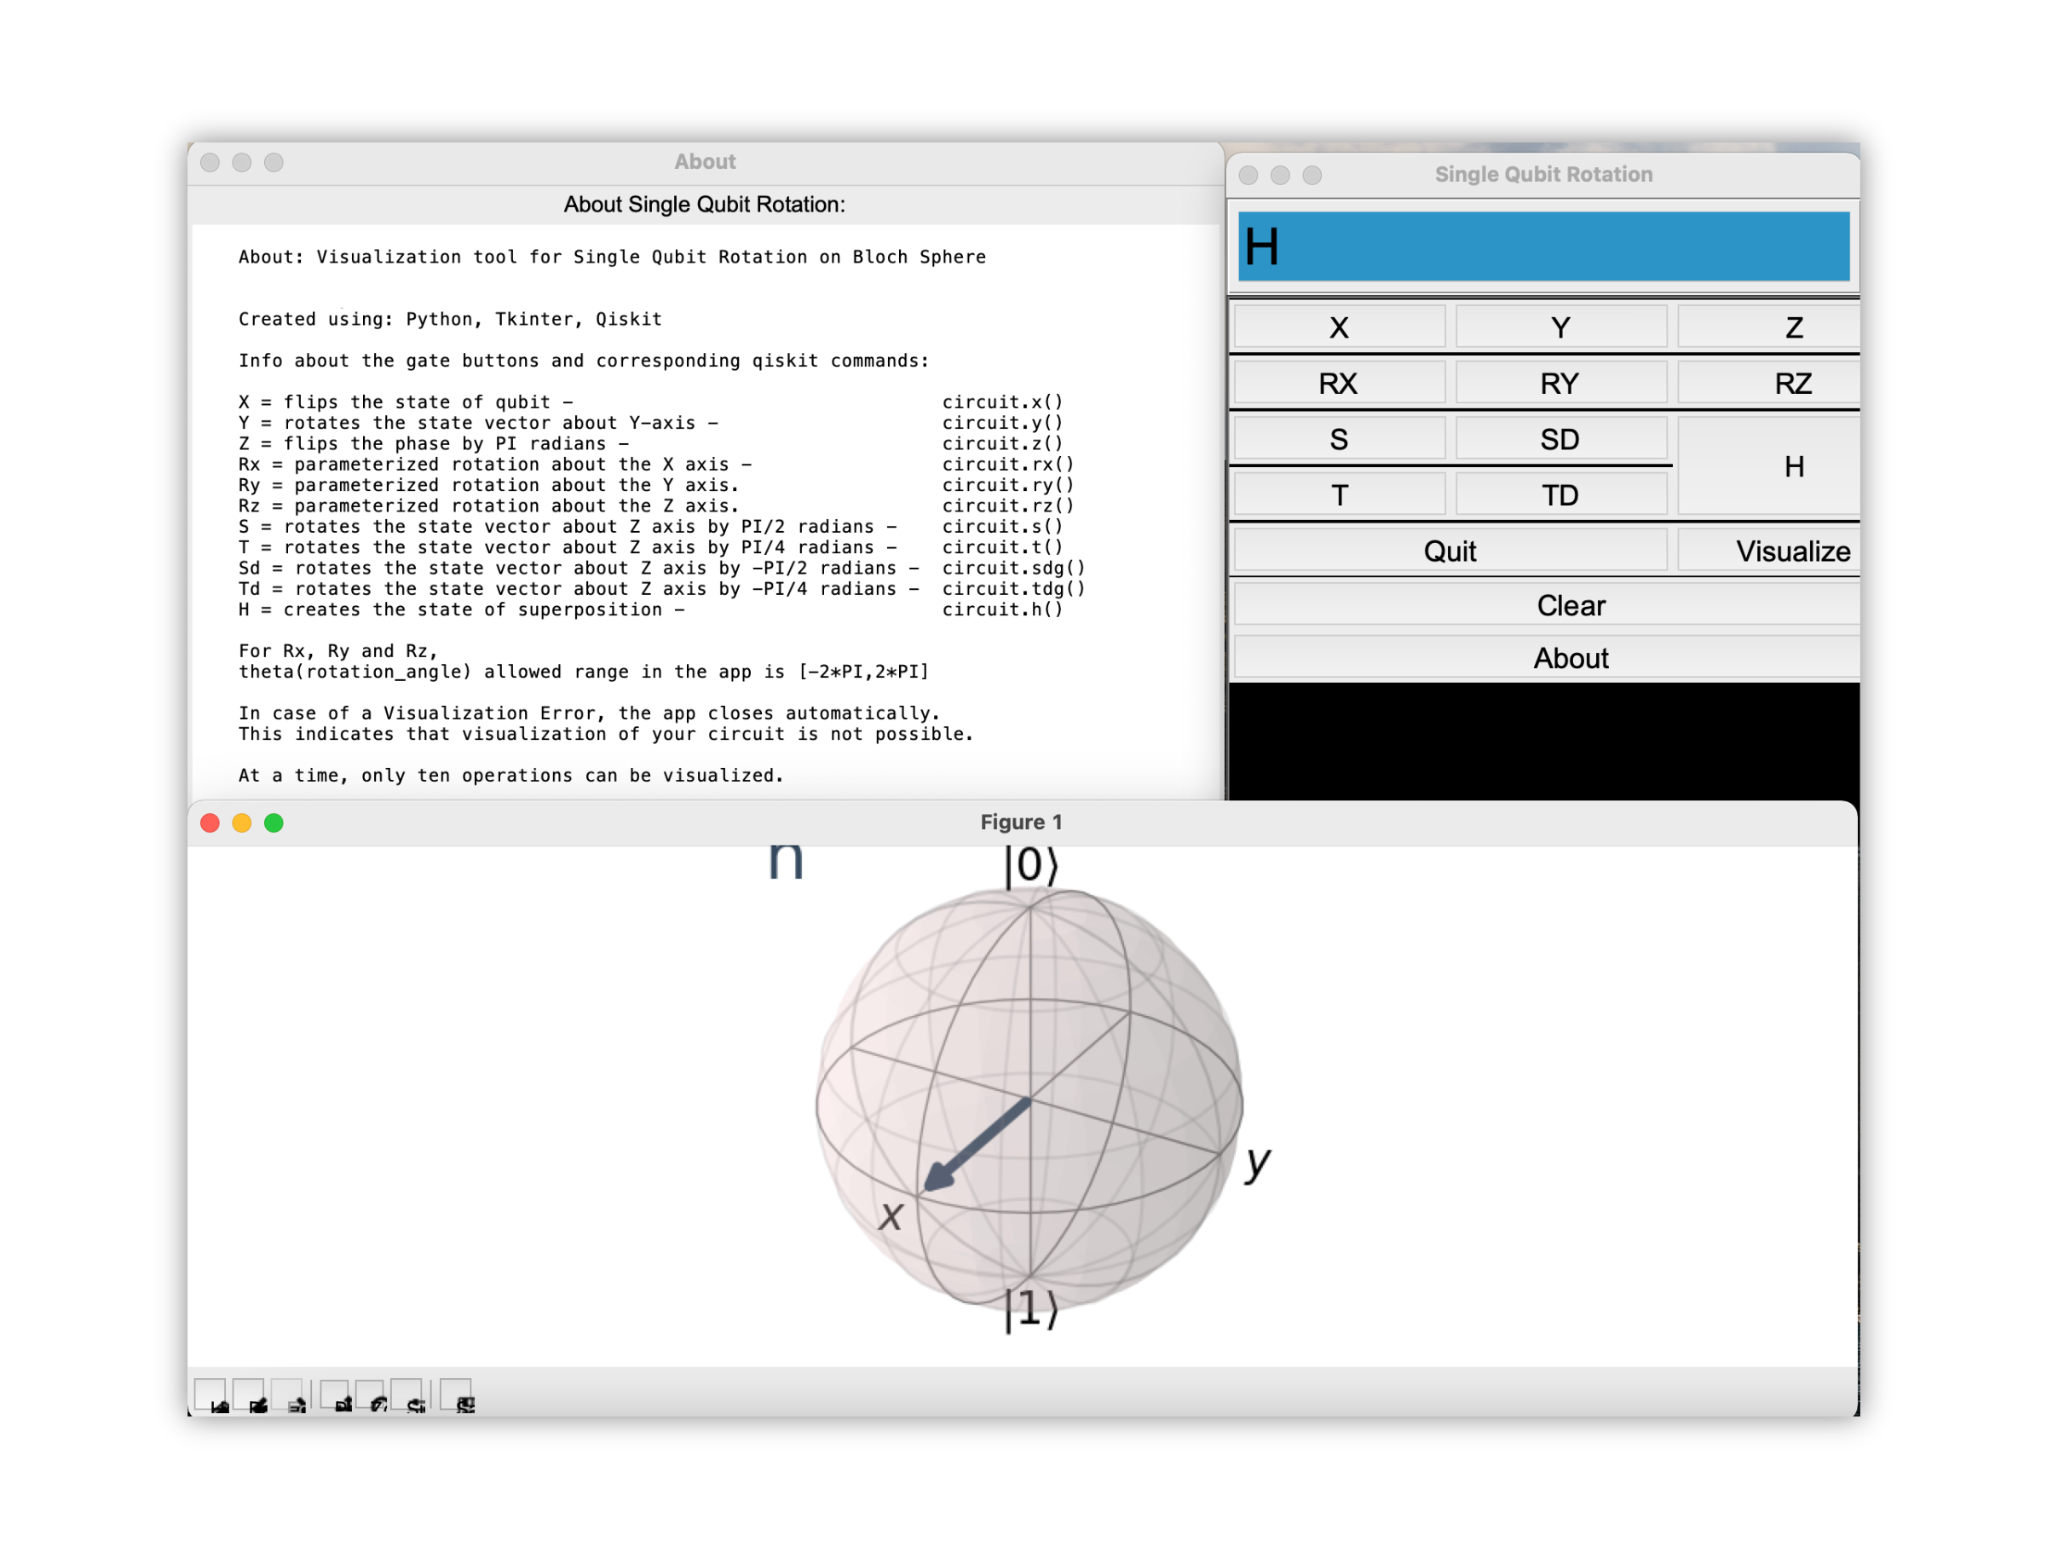 About
About Single Qubit Rotation:
About: Visualization tool for Single Qubit Rotation on Bloch Sphere
Created using: Python, Tkinter, Qiskit
Info about the gate buttons and corresponding qiskit commands:
X = flips the state of qubit – circuit.x()
Y = rotates the state vector about Y-axis – circuit.y()
Z = flips the phase by PI radians – circuit.z()
Rx = parameterized rotation about the X axis – circuit.rx()
Ry = parameterized rotation about the Y axis. circuit.ry()
Rz = parameterized rotation about the Z axis. circuit.rz()
S = rotates the state vector about Z axis by PI/2 radians – circuit.s()
T = rotates the state vector about Z axis by PI/4 radians – circuit.t()
Sd = rotates the state vector about Z axis by –PI/2 radians – circuit.sdg()
Td = rotates the state vector about Z axis by –PI/4 radians – circuit.tdg()
H = creates the state of superposition – circuit.h()
For Rx, Ry and Rz,
theta(rotation_angle) allowed range in the app is [–2*PI,2*PI]
In case of a Visualization Error, the app closes automatically.
This indicates that visualization of your circuit is not possible.
At a time, only ten operations can be visualized.
Single Qubit Rotation
H
X Y Z
RX RY RZ
S SD
H
T TD
Quit Visualize
Clear
About
Figure 1
|0⟩
y
x
|1⟩